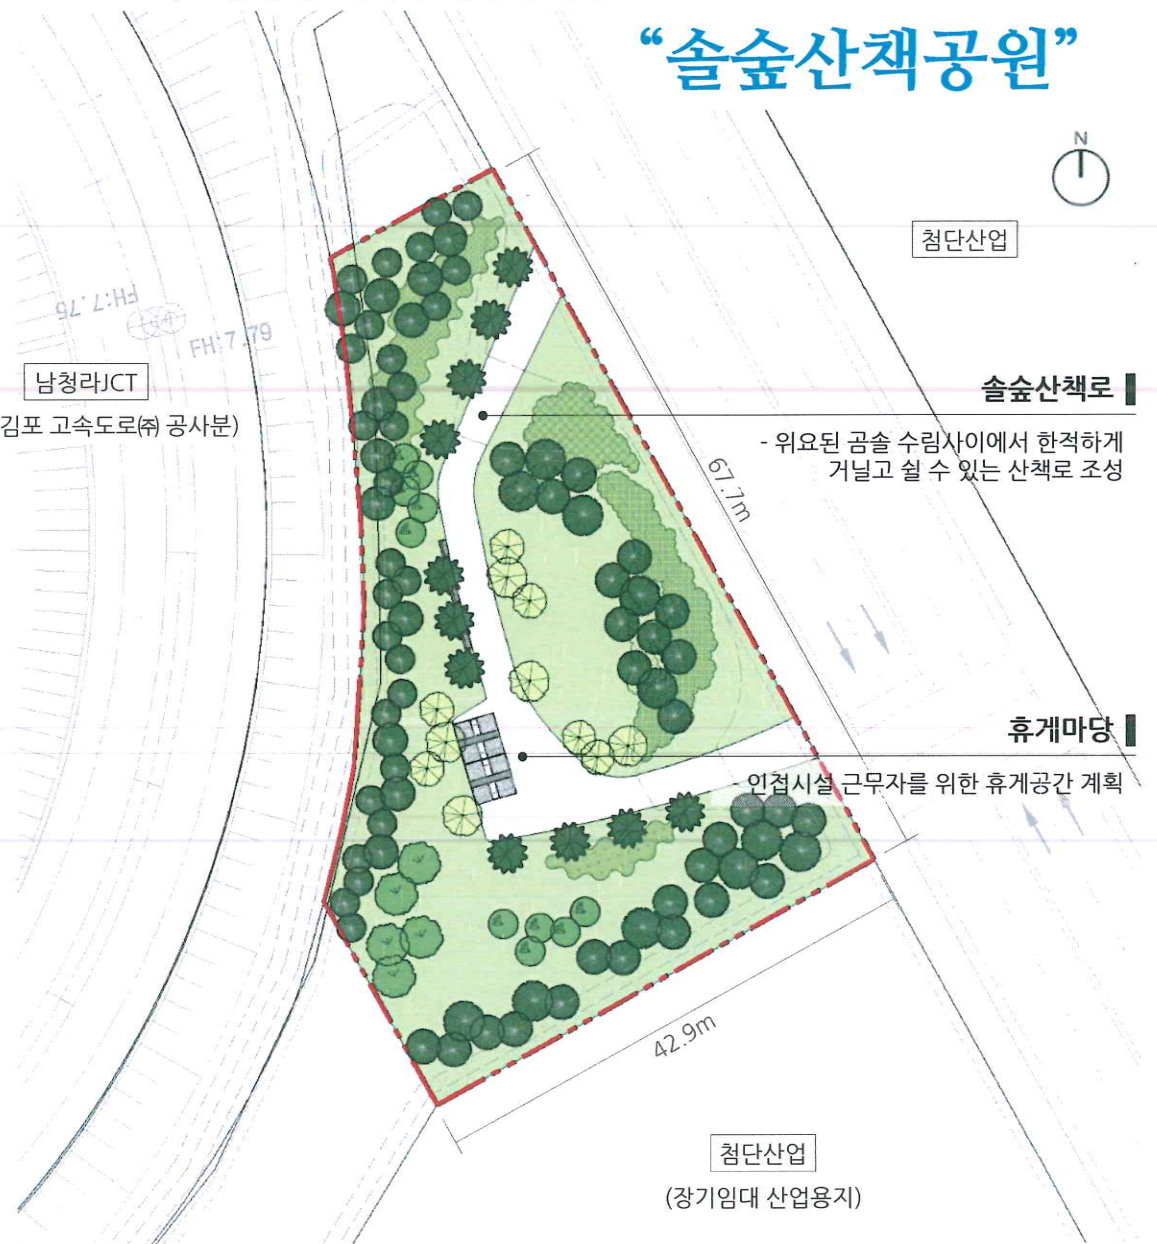 “솔숲산책공원”
N
첨단산업
FH:7.75
FH:7.79
남청라JCT
김포 고속도로㈜ 공사분)
솔숲산책로
- 위요된 곰솔 수림사이에서 한적하게
거닐고 쉴 수 있는 산책로 조성
67.7m
휴게마당
- 인접시설 근무자를 위한 휴게공간 계획
42.9m
첨단산업
(장기임대 산업용지)